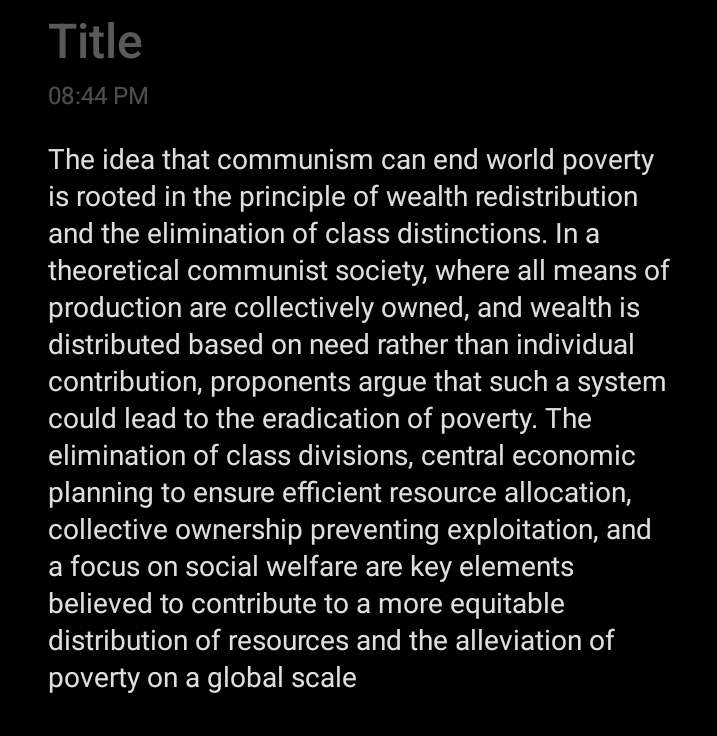 Title
08:44 PM
The idea that communism can end world poverty
is rooted in the principle of wealth redistribution
and the elimination of class distinctions. In a
theoretical communist society, where all means of
production are collectively owned, and wealth is
distributed based on need rather than individual
contribution, proponents argue that such a system
could lead to the eradication of poverty. The
elimination of class divisions, central economic
planning to ensure efficient resource allocation,
collective ownership preventing exploitation, and
a focus on social welfare are key elements
believed to contribute to a more equitable
distribution of resources and the alleviation of
poverty on a global scale